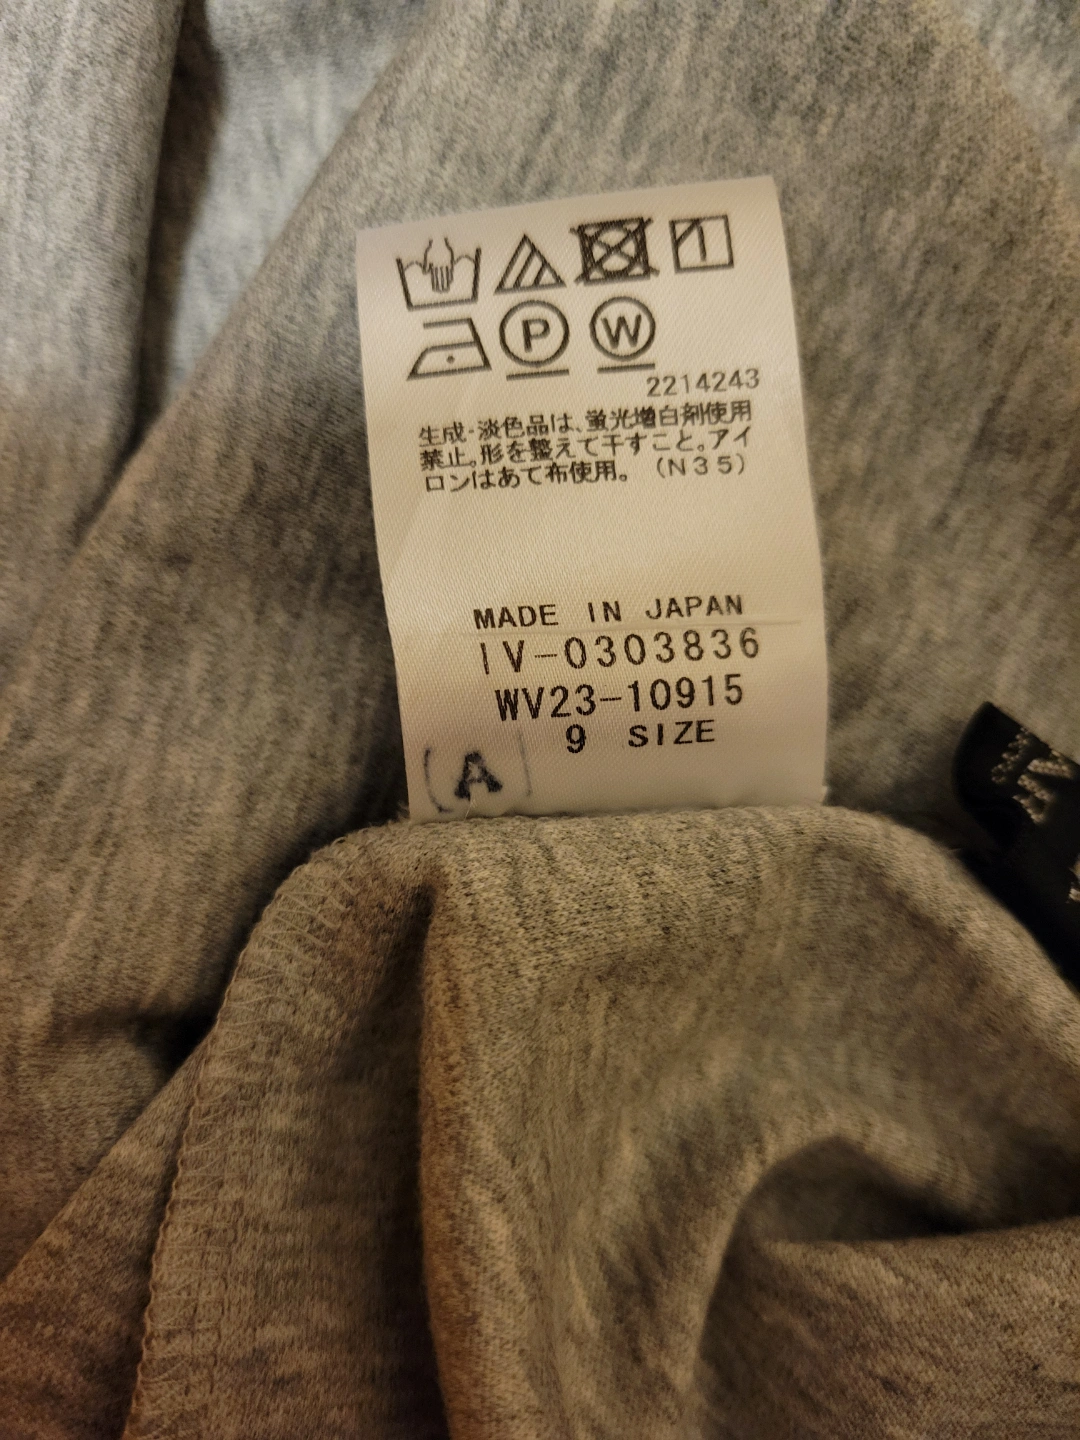 P W
2214243
生成・淡色品は、蛍光増白剤使用
禁止。形を整えて干すこと。アイ
ロンはあて布使用。(N35)
MADE IN JAPAN
IV-0303836
WV23-10915
9 SIZE
A